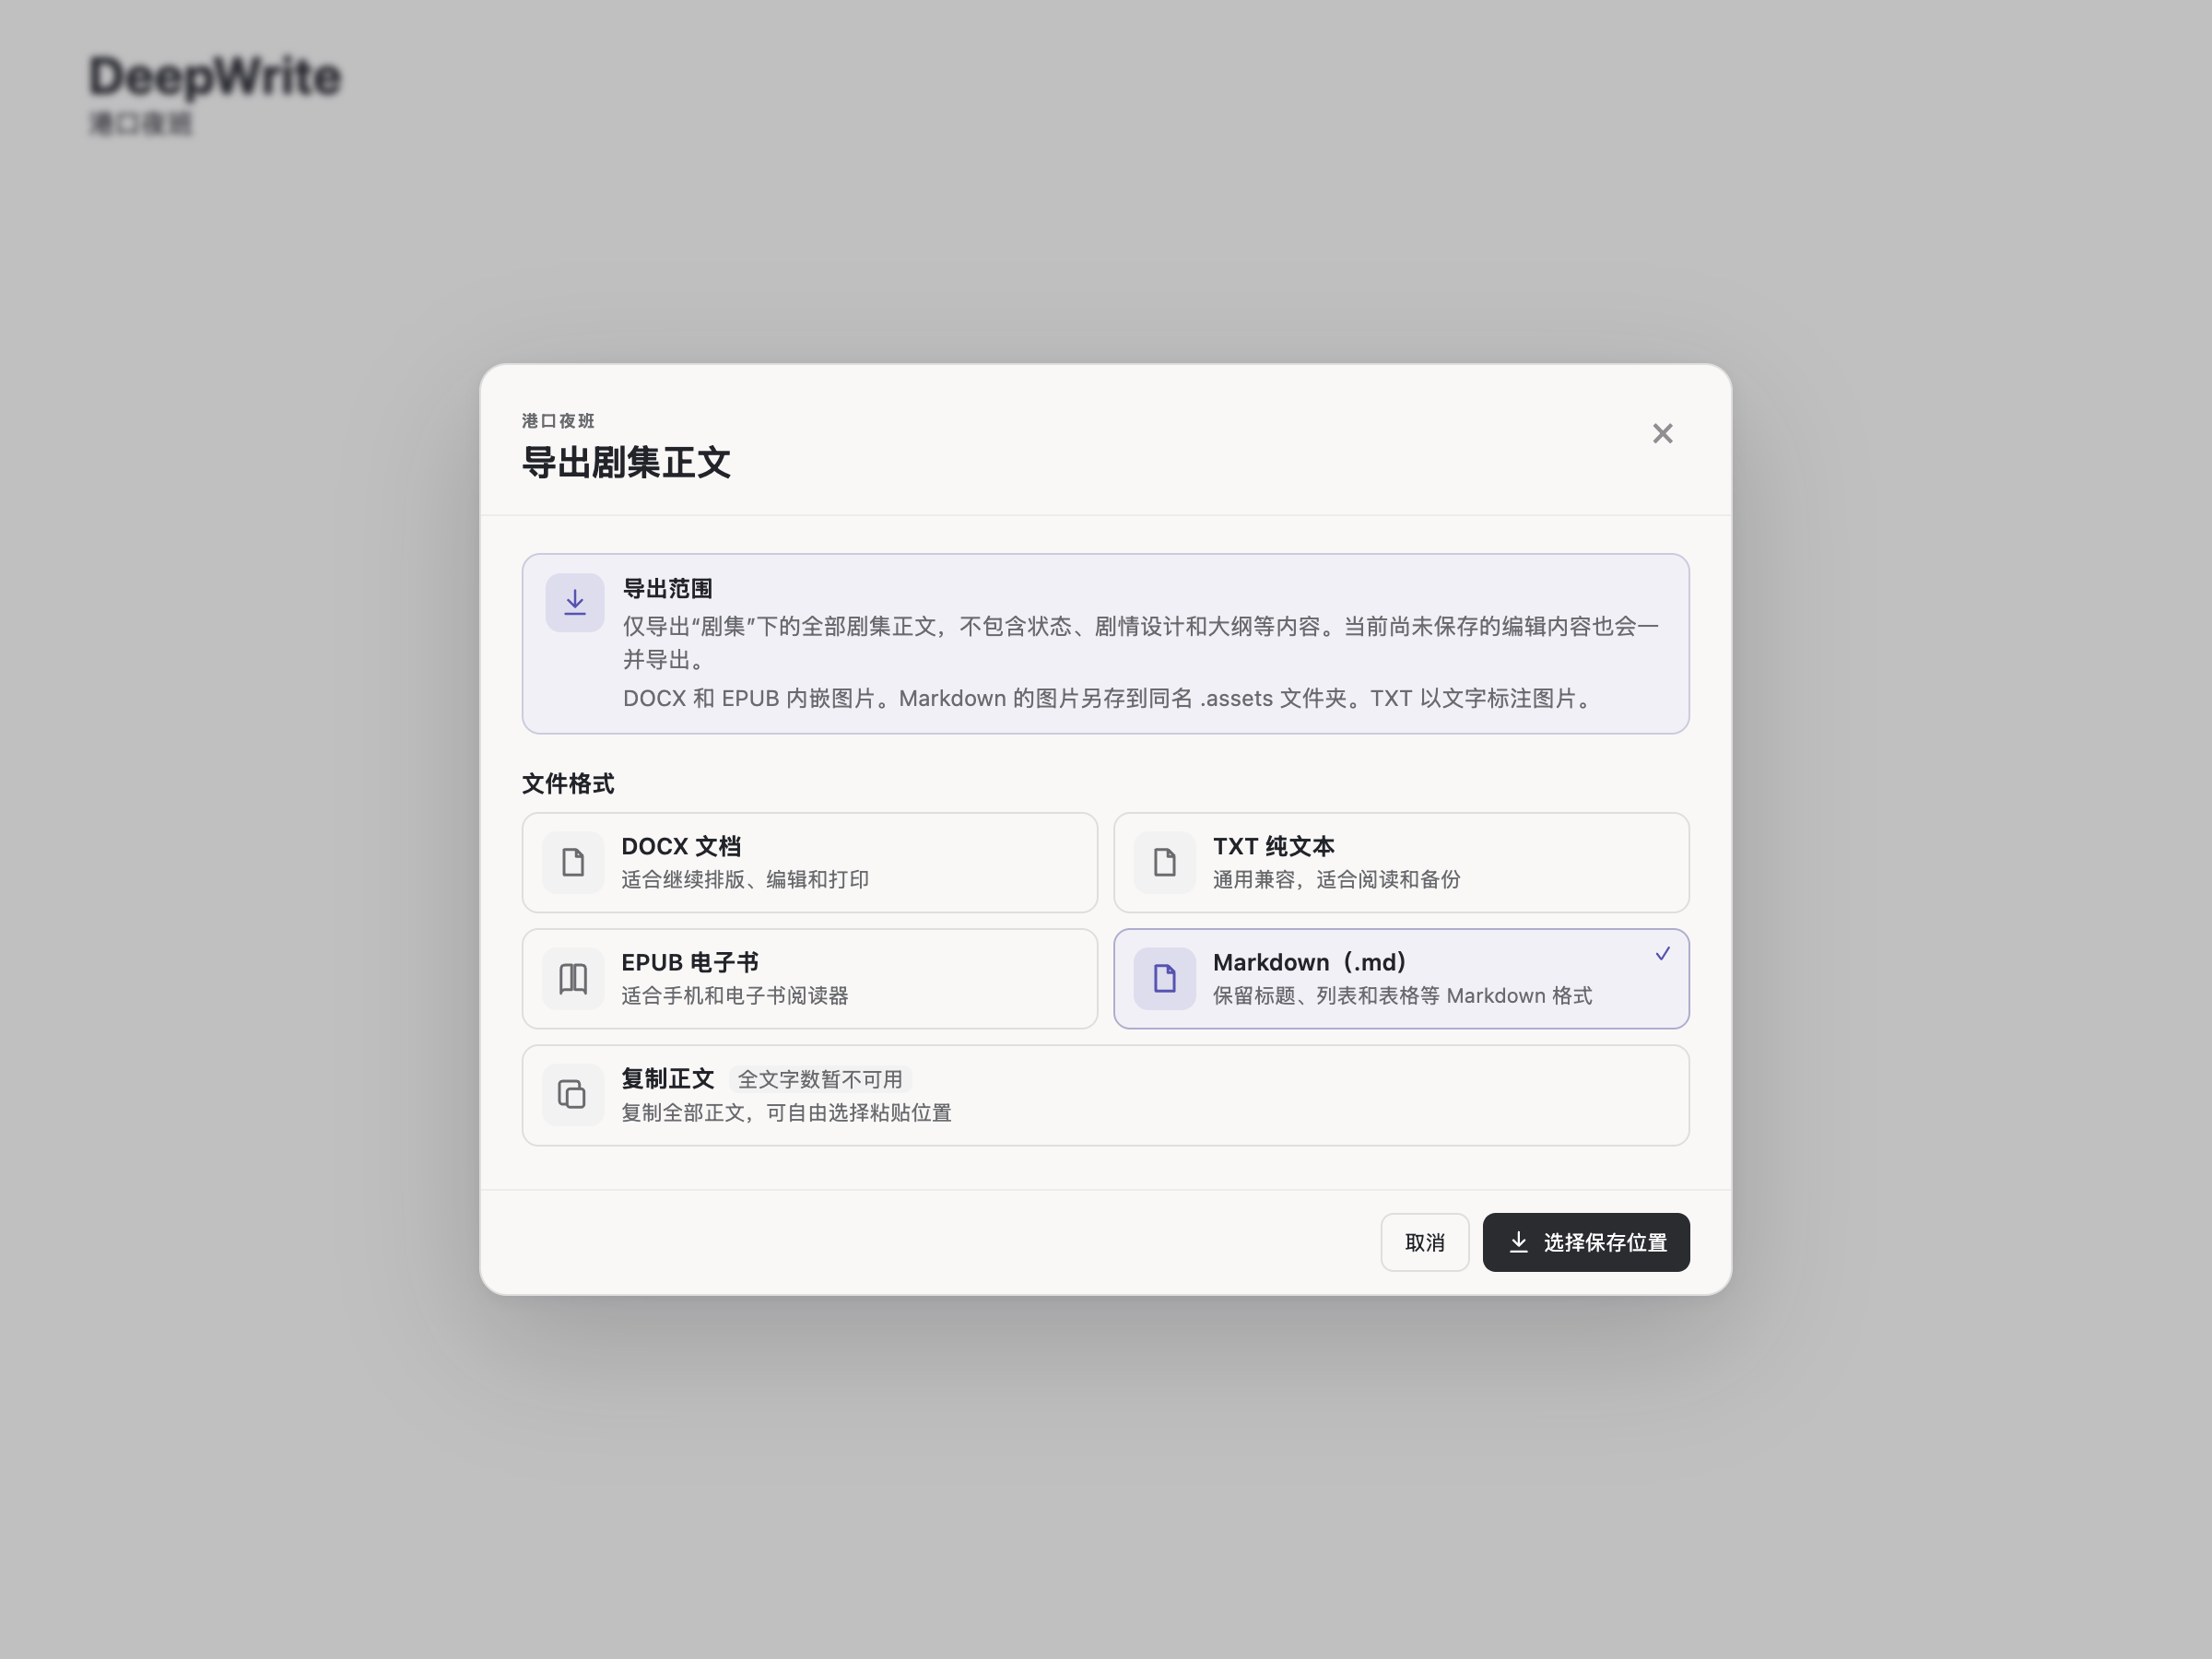 DeepWrite
港口夜班
港口夜班
导出剧集正文
导出范围
仅导出“剧集”下的全部剧集正文，不包含状态、剧情设计和大纲等内容。当前尚未保存的编辑内容也会一
并导出。
DOCX 和 EPUB 内嵌图片。Markdown 的图片另存到同名 .assets 文件夹。TXT 以文字标注图片。
文件格式
DOCX 文档
适合继续排版、编辑和打印
TXT 纯文本
通用兼容，适合阅读和备份
EPUB 电子书
适合手机和电子书阅读器
Markdown（.md）
保留标题、列表和表格等 Markdown 格式
复制正文 全文字数暂不可用
复制全部正文，可自由选择粘贴位置
取消
选择保存位置